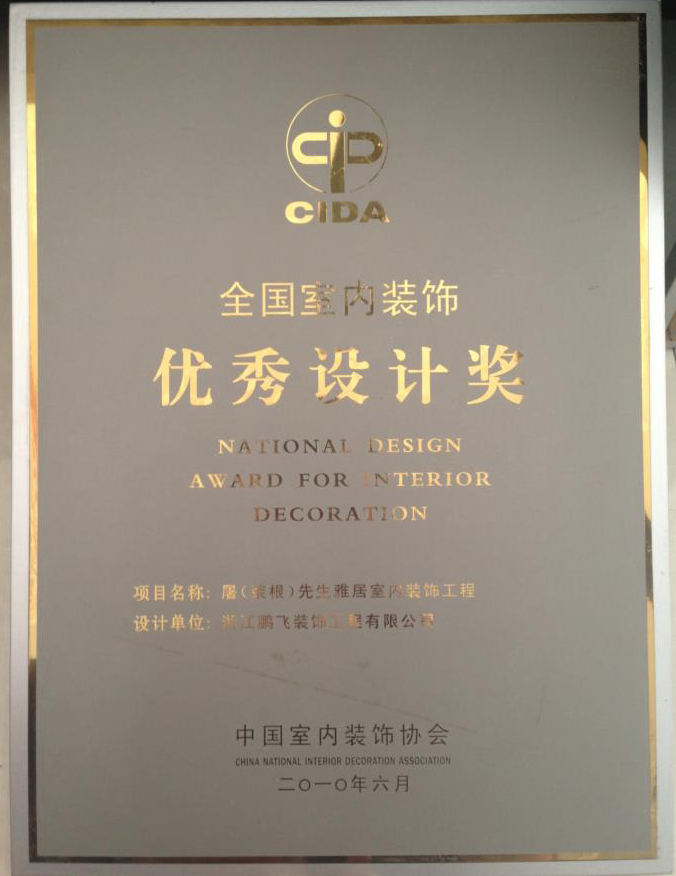 CIDA
全国室内装饰
优秀设计奖
NATIONAL DESIGN
AWARD FOR INTERIOR
DECORATION
项目名称：屠（荣根）先生雅居室内装饰工程
设计单位：浙江鹏飞装饰工程有限公司
中国室内装饰协会
CHINA NATIONAL INTERIOR DECORATION ASSOCIATION
二〇一〇年六月